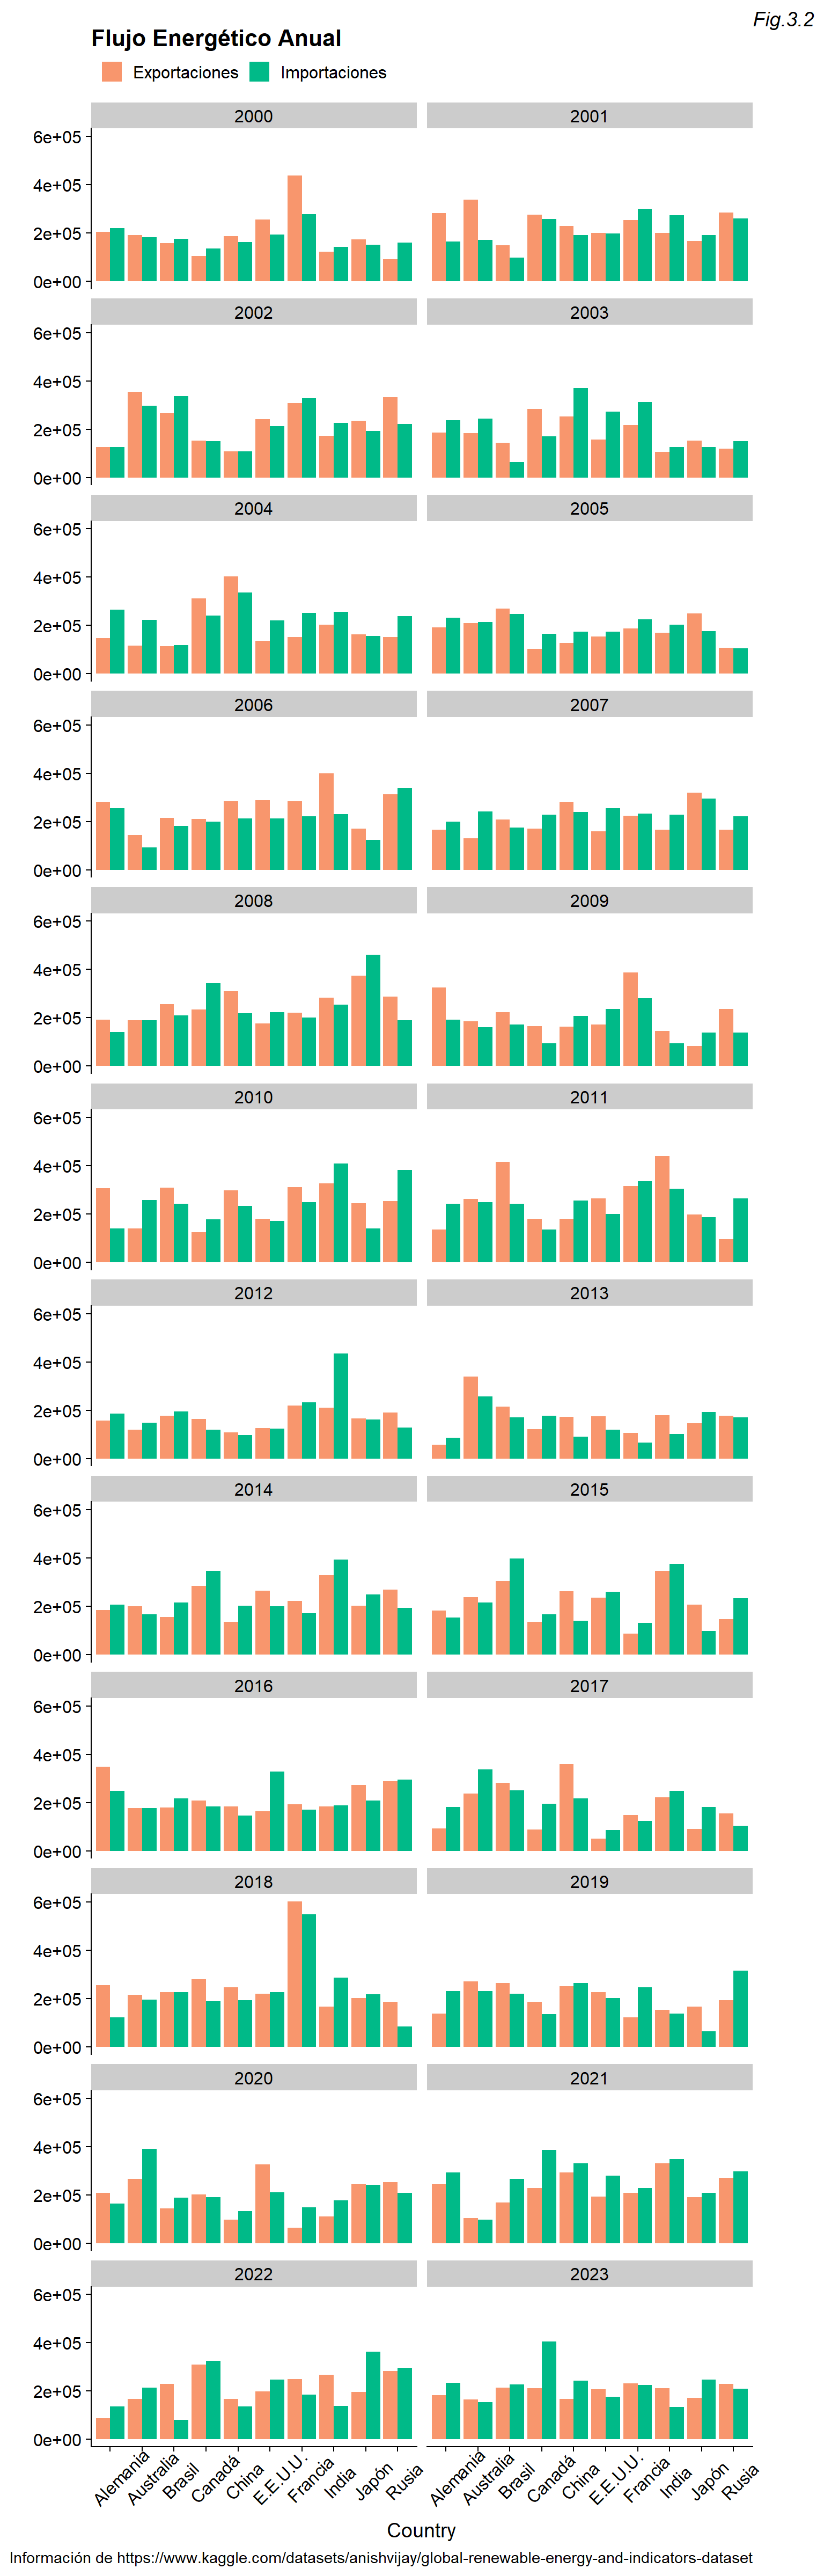 Fig.3.2
Flujo Energético Anual
Exportaciones Importaciones
2000 2001
6e+05
4e+05
2e+05
0e+00
2002 2003
6e+05
4e+05
2e+05
0e+00
2004 2005
6e+05
4e+05
2e+05
0e+00
2006 2007
6e+05
4e+05
2e+05
0e+00
2008 2009
6e+05
4e+05
2e+05
0e+00
2010 2011
6e+05
4e+05
2e+05
0e+00
2012 2013
6e+05
4e+05
2e+05
0e+00
2014 2015
6e+05
4e+05
2e+05
0e+00
2016 2017
6e+05
4e+05
2e+05
0e+00
2018 2019
6e+05
4e+05
2e+05
0e+00
2020 2021
6e+05
4e+05
2e+05
0e+00
2022 2023
6e+05
4e+05
2e+05
0e+00
Alemania Australia Brasil Canadá China E.E.U.U. Francia India Japón Rusia Alemania Australia Brasil Canadá China E.E.U.U. Francia India Japón Rusia
Country
Información de https://www.kaggle.com/datasets/anishvijay/global-renewable-energy-and-indicators-dataset